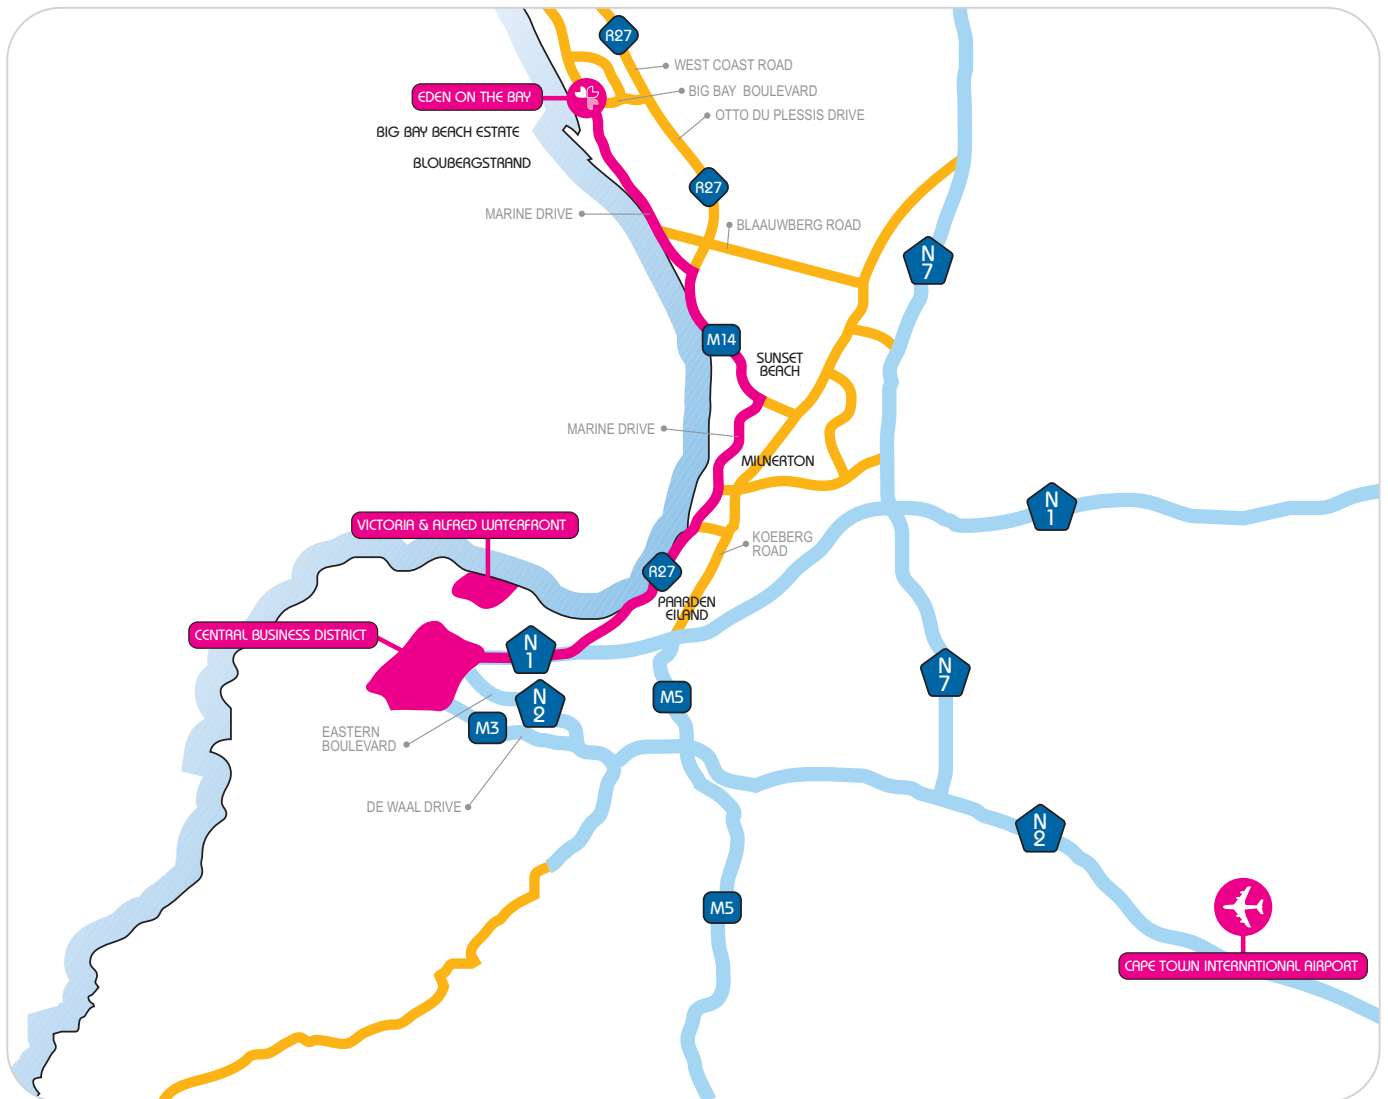 R27
WEST COAST ROAD
EDEN ON THE BAY
BIG BAY  BOULEVARD
OTTO DU PLESSIS DRIVE
BIG BAY BEACH ESTATE
BLOUBERGSTRAND
R27
MARINE DRIVE
BLAAUWBERG ROAD
N
7
M14
SUNSET
BEACH
MARINE DRIVE
MILNERTON
N
1
VICTORIA & ALFRED WATERFRONT
KOEBERG
ROAD
R27
PAARDEN
EILAND
CENTRAL BUSINESS DISTRICT
N
1
N
7
M5
N
2
M3
EASTERN
BOULEVARD
DE WAAL DRIVE
N
2
M5
CAPE TOWN INTERNATIONAL AIRPORT